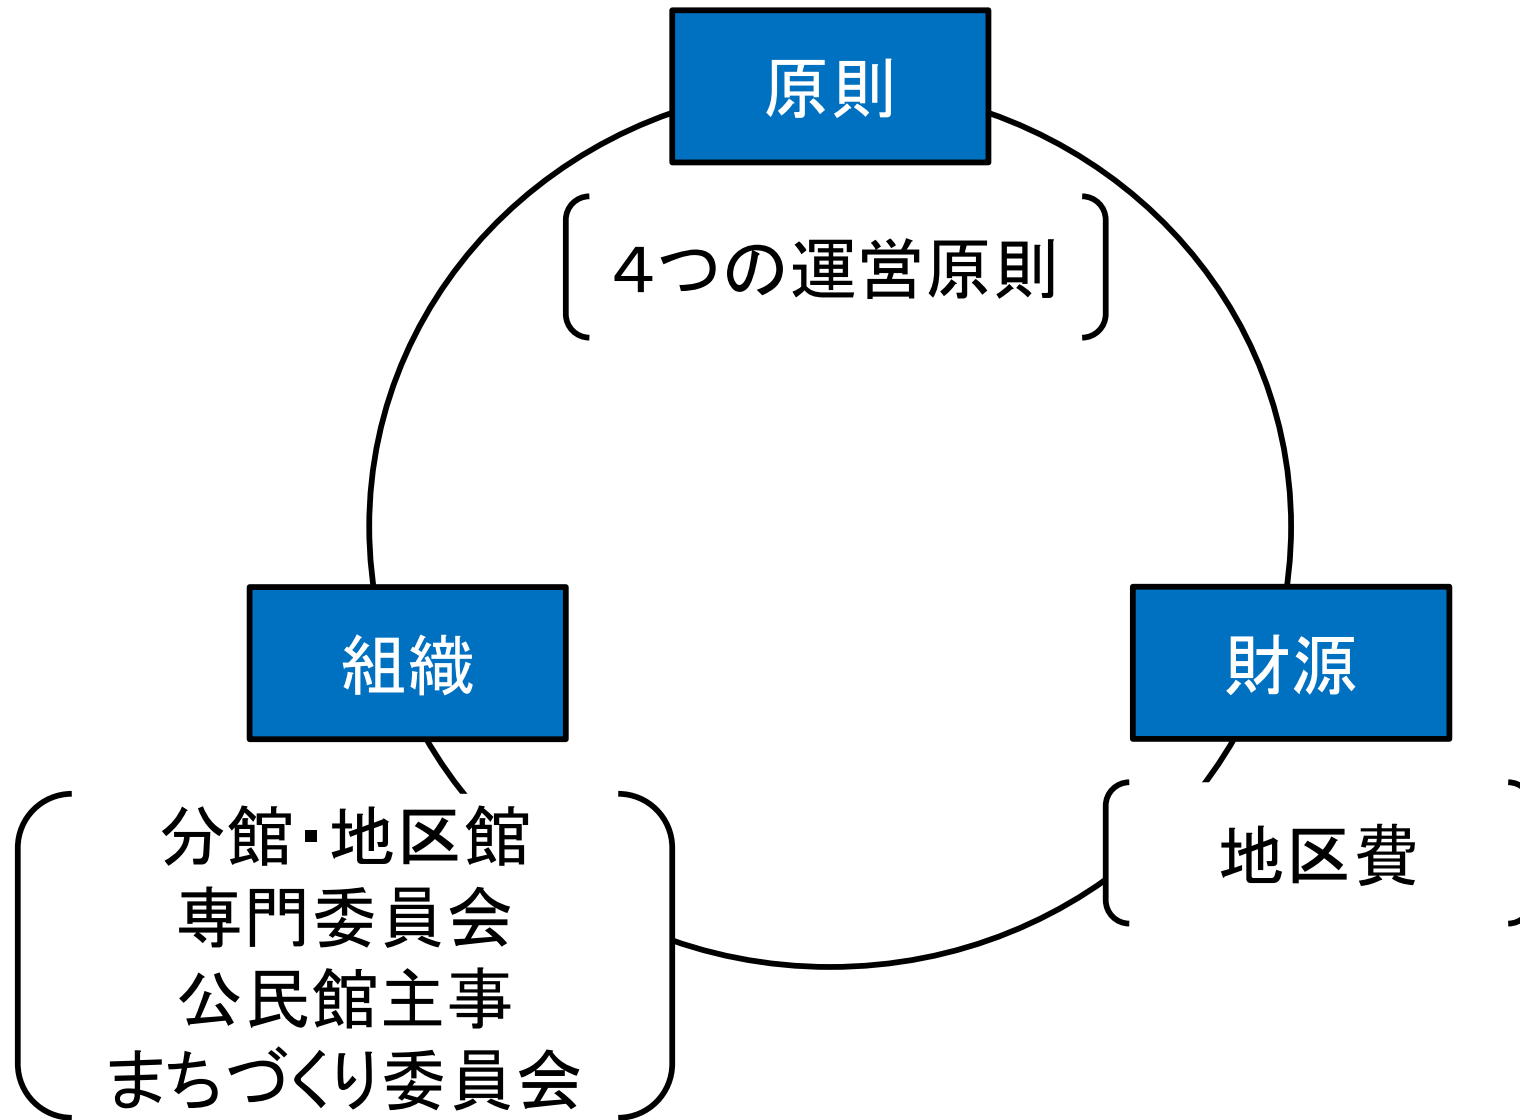 原則
4つの運営原則
組織
財源
分館・地区館
専門委員会
公民館主事
まちづくり委員会
地区費